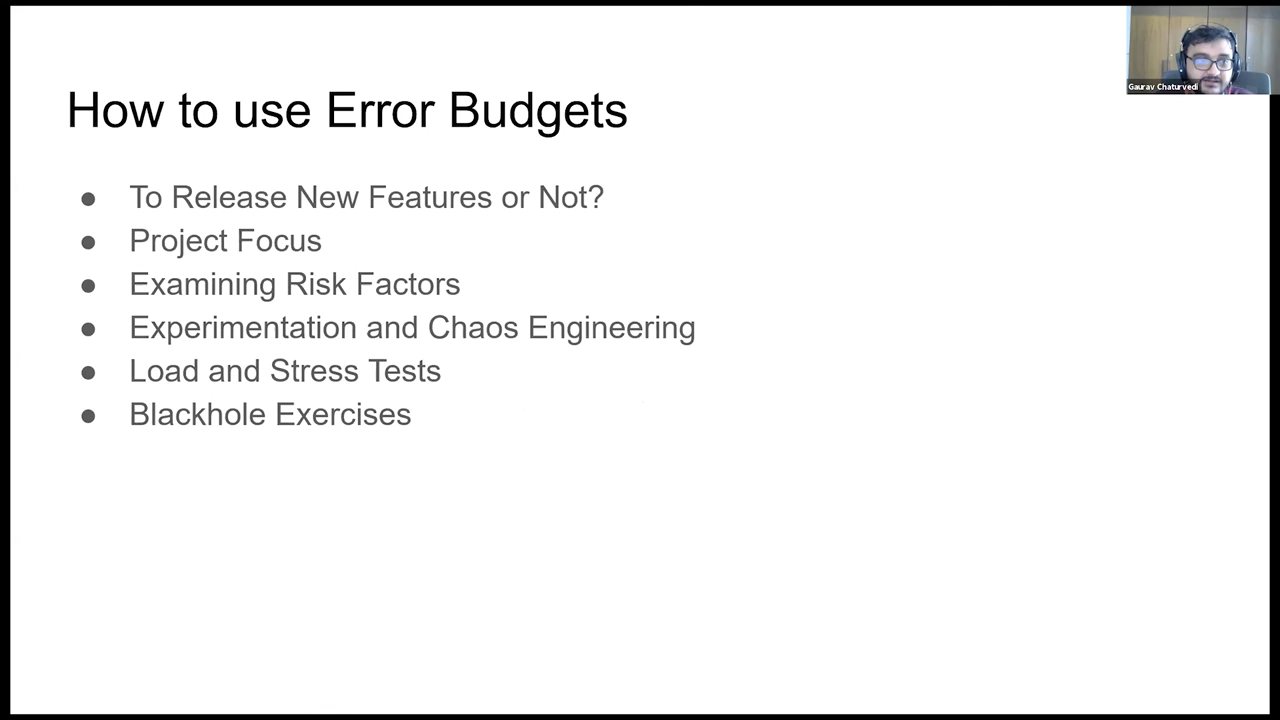 Gaurav Chaturvedi
How to use Error Budgets
● To Release New Features or Not?
● Project Focus
● Examining Risk Factors
● Experimentation and Chaos Engineering
● Load and Stress Tests
● Blackhole Exercises